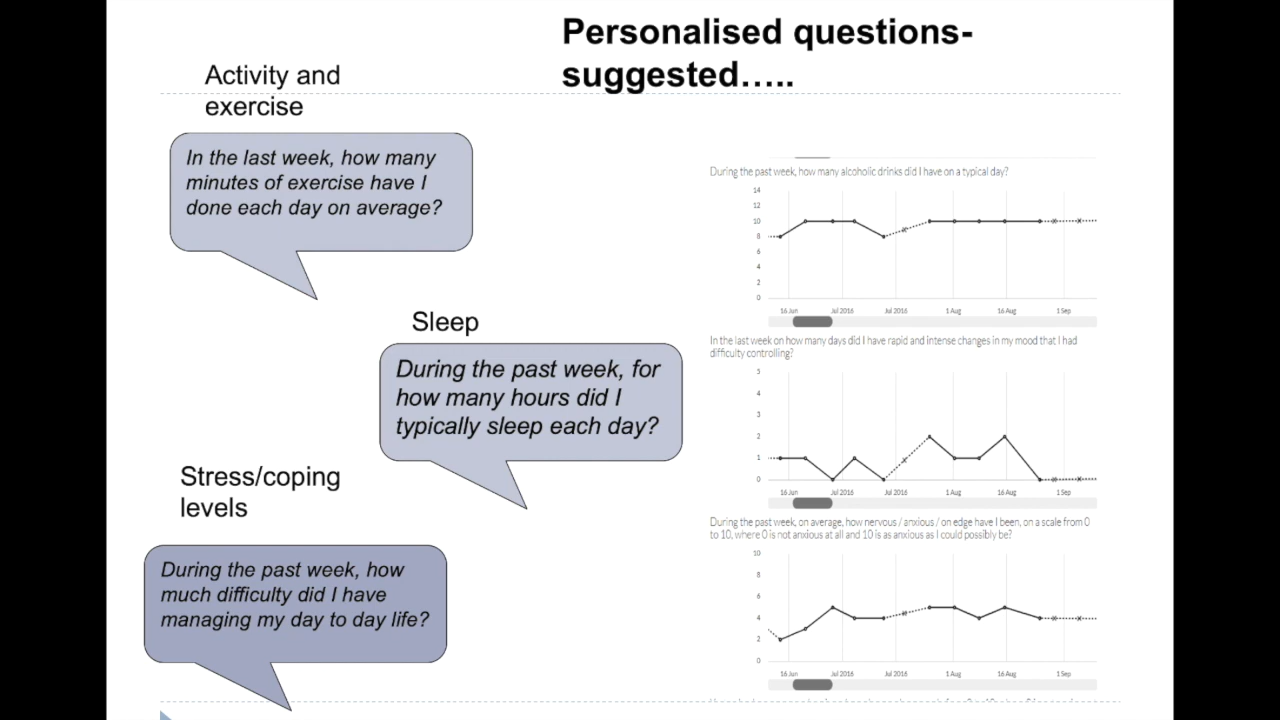 Personalised questions-
suggested…..
Activity and
exercise
In the last week, how many
minutes of exercise have I
done each day on average?
Sleep
During the past week, for
how many hours did I
typically sleep each day?
Stress/coping
levels
During the past week, how
much difficulty did I have
managing my day to day life?
During the past week, how many alcoholic drinks did I have on a typical day?
14
12
10
8
6
4
2
0
16 Jun Jul 2016 Jul 2016 1 Aug 16 Aug 1 Sep
In the last week on how many days did I have rapid and intense changes in my mood that I had
difficulty controlling?
5
4
3
2
1
0
16 Jun Jul 2016 Jul 2016 1 Aug 16 Aug 1 Sep
During the past week, on average, how nervous / anxious / on edge have I been, on a scale from 0
to 10, where 0 is not anxious at all and 10 is as anxious as I could possibly be?
10
8
6
4
2
0
16 Jun Jul 2016 Jul 2016 1 Aug 16 Aug 1 Sep